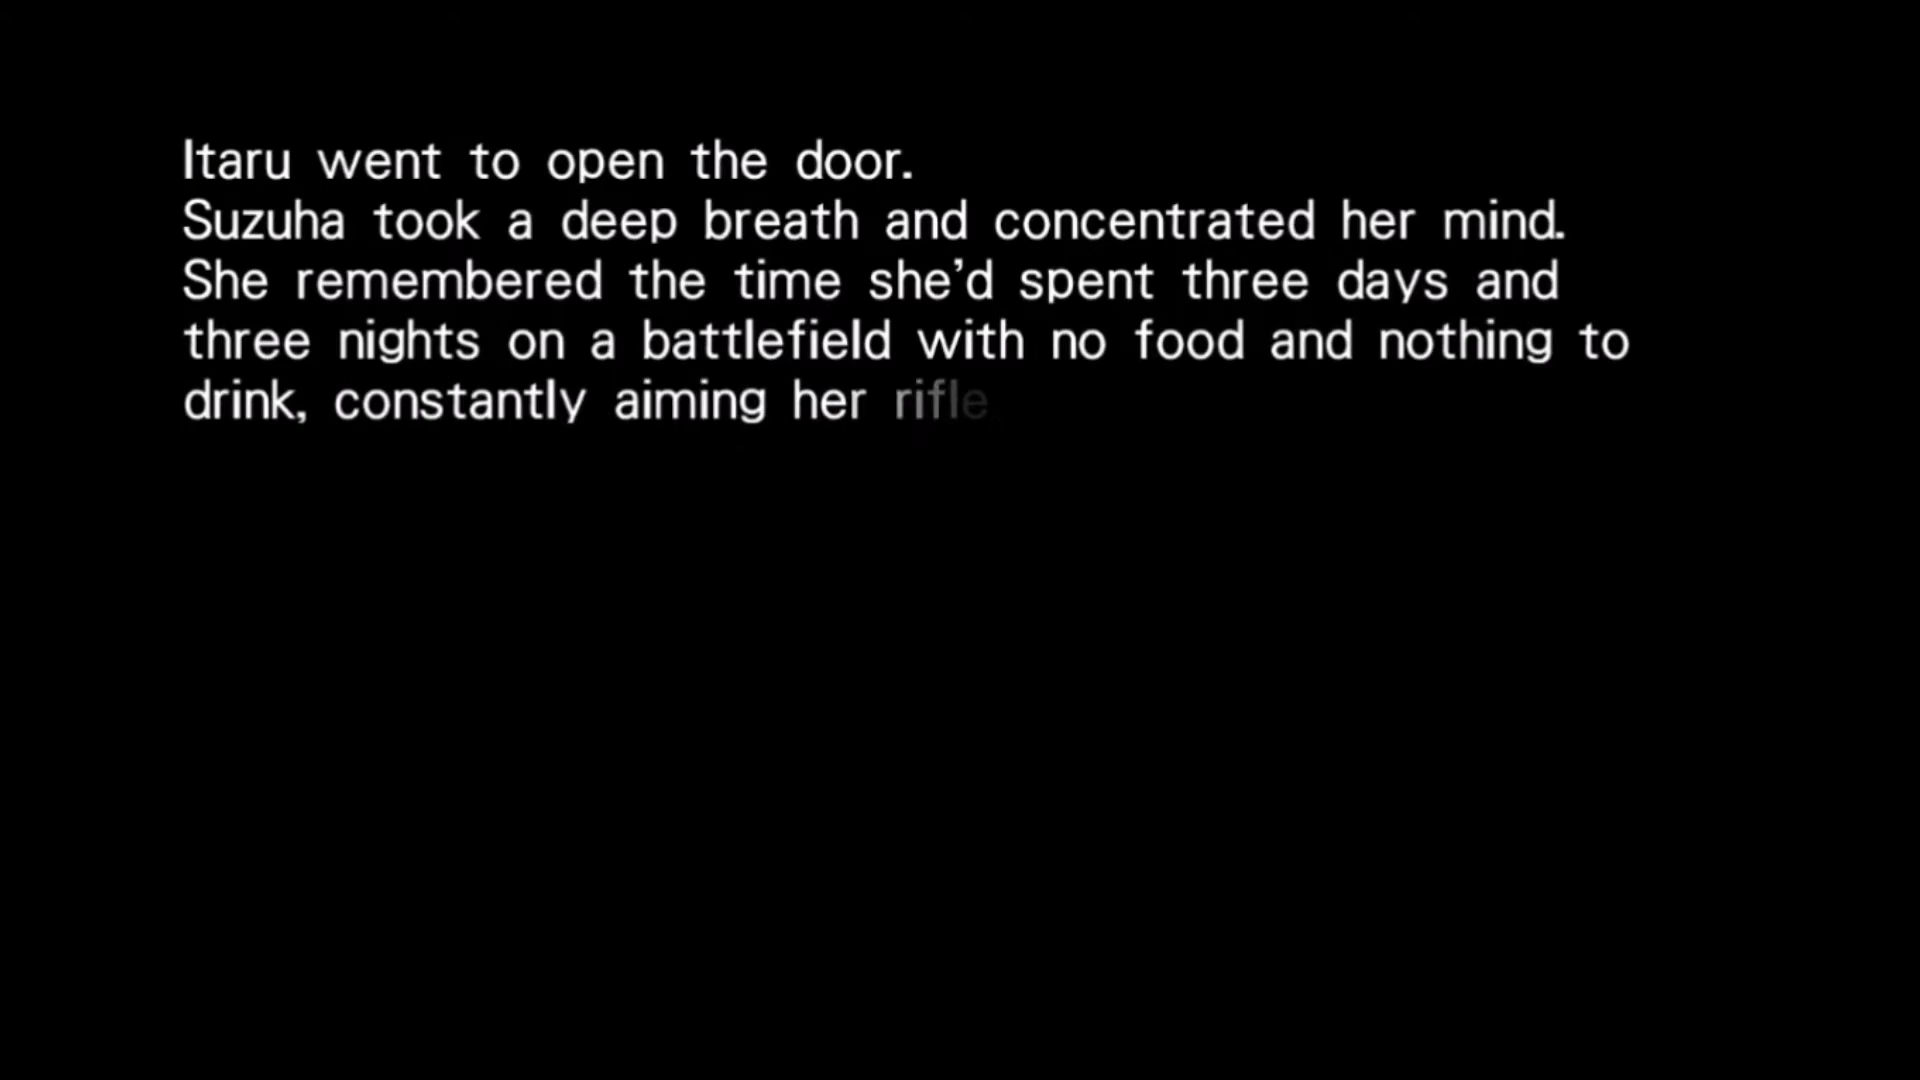 Itaru went to open the door.
Suzuha took a deep breath and concentrated her mind.
She remembered the time she’d spent three days and
three nights on a battlefield with no food and nothing to
drink, constantly aiming her rifle